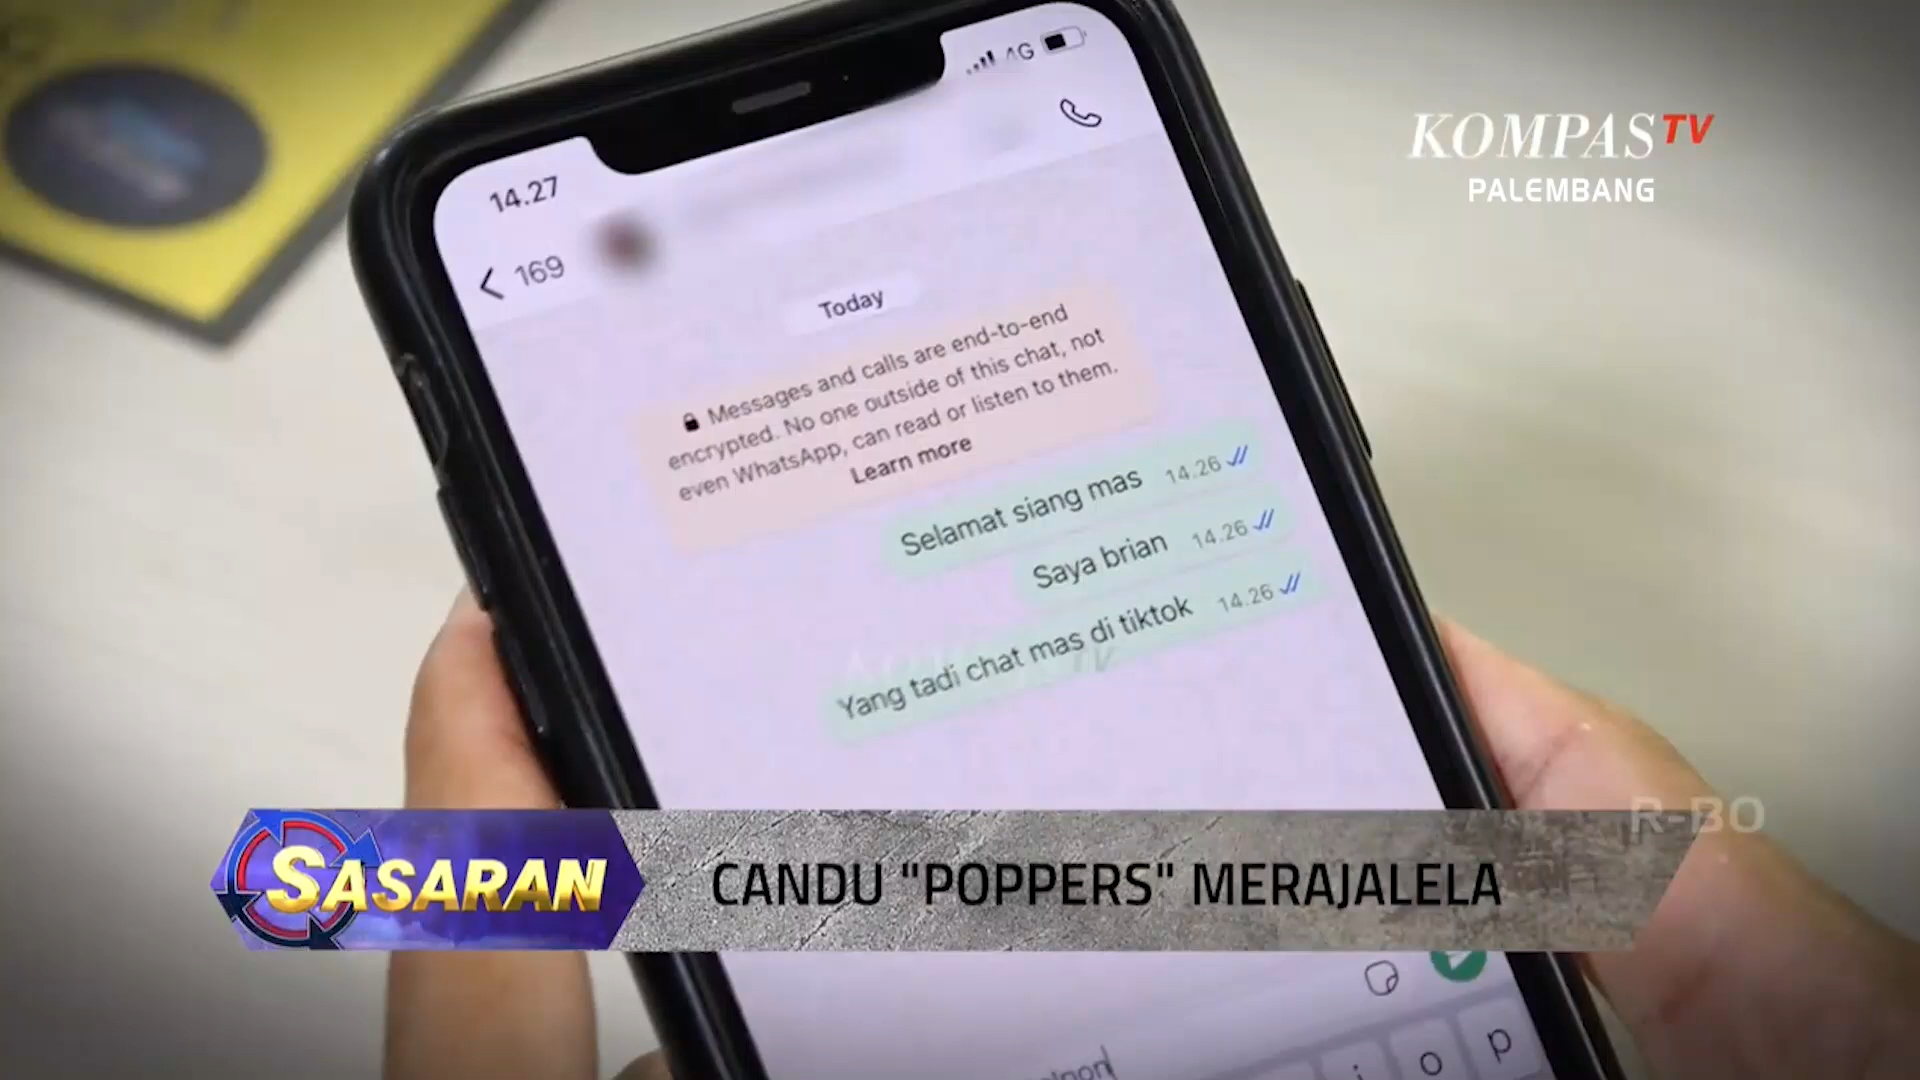 4G
KOMPAS TV
PALEMBANG
14.27
169
Today
Messages and calls are end-to-end
encrypted. No one outside of this chat, not
even WhatsApp, can read or listen to them.
Learn more
Selamat siang mas 14.26
Saya brian 14.26
Yang tadi chat mas di tiktok 14.26
R-BO
SASARAN
CANDU "POPPERS" MERAJALELA
i o p